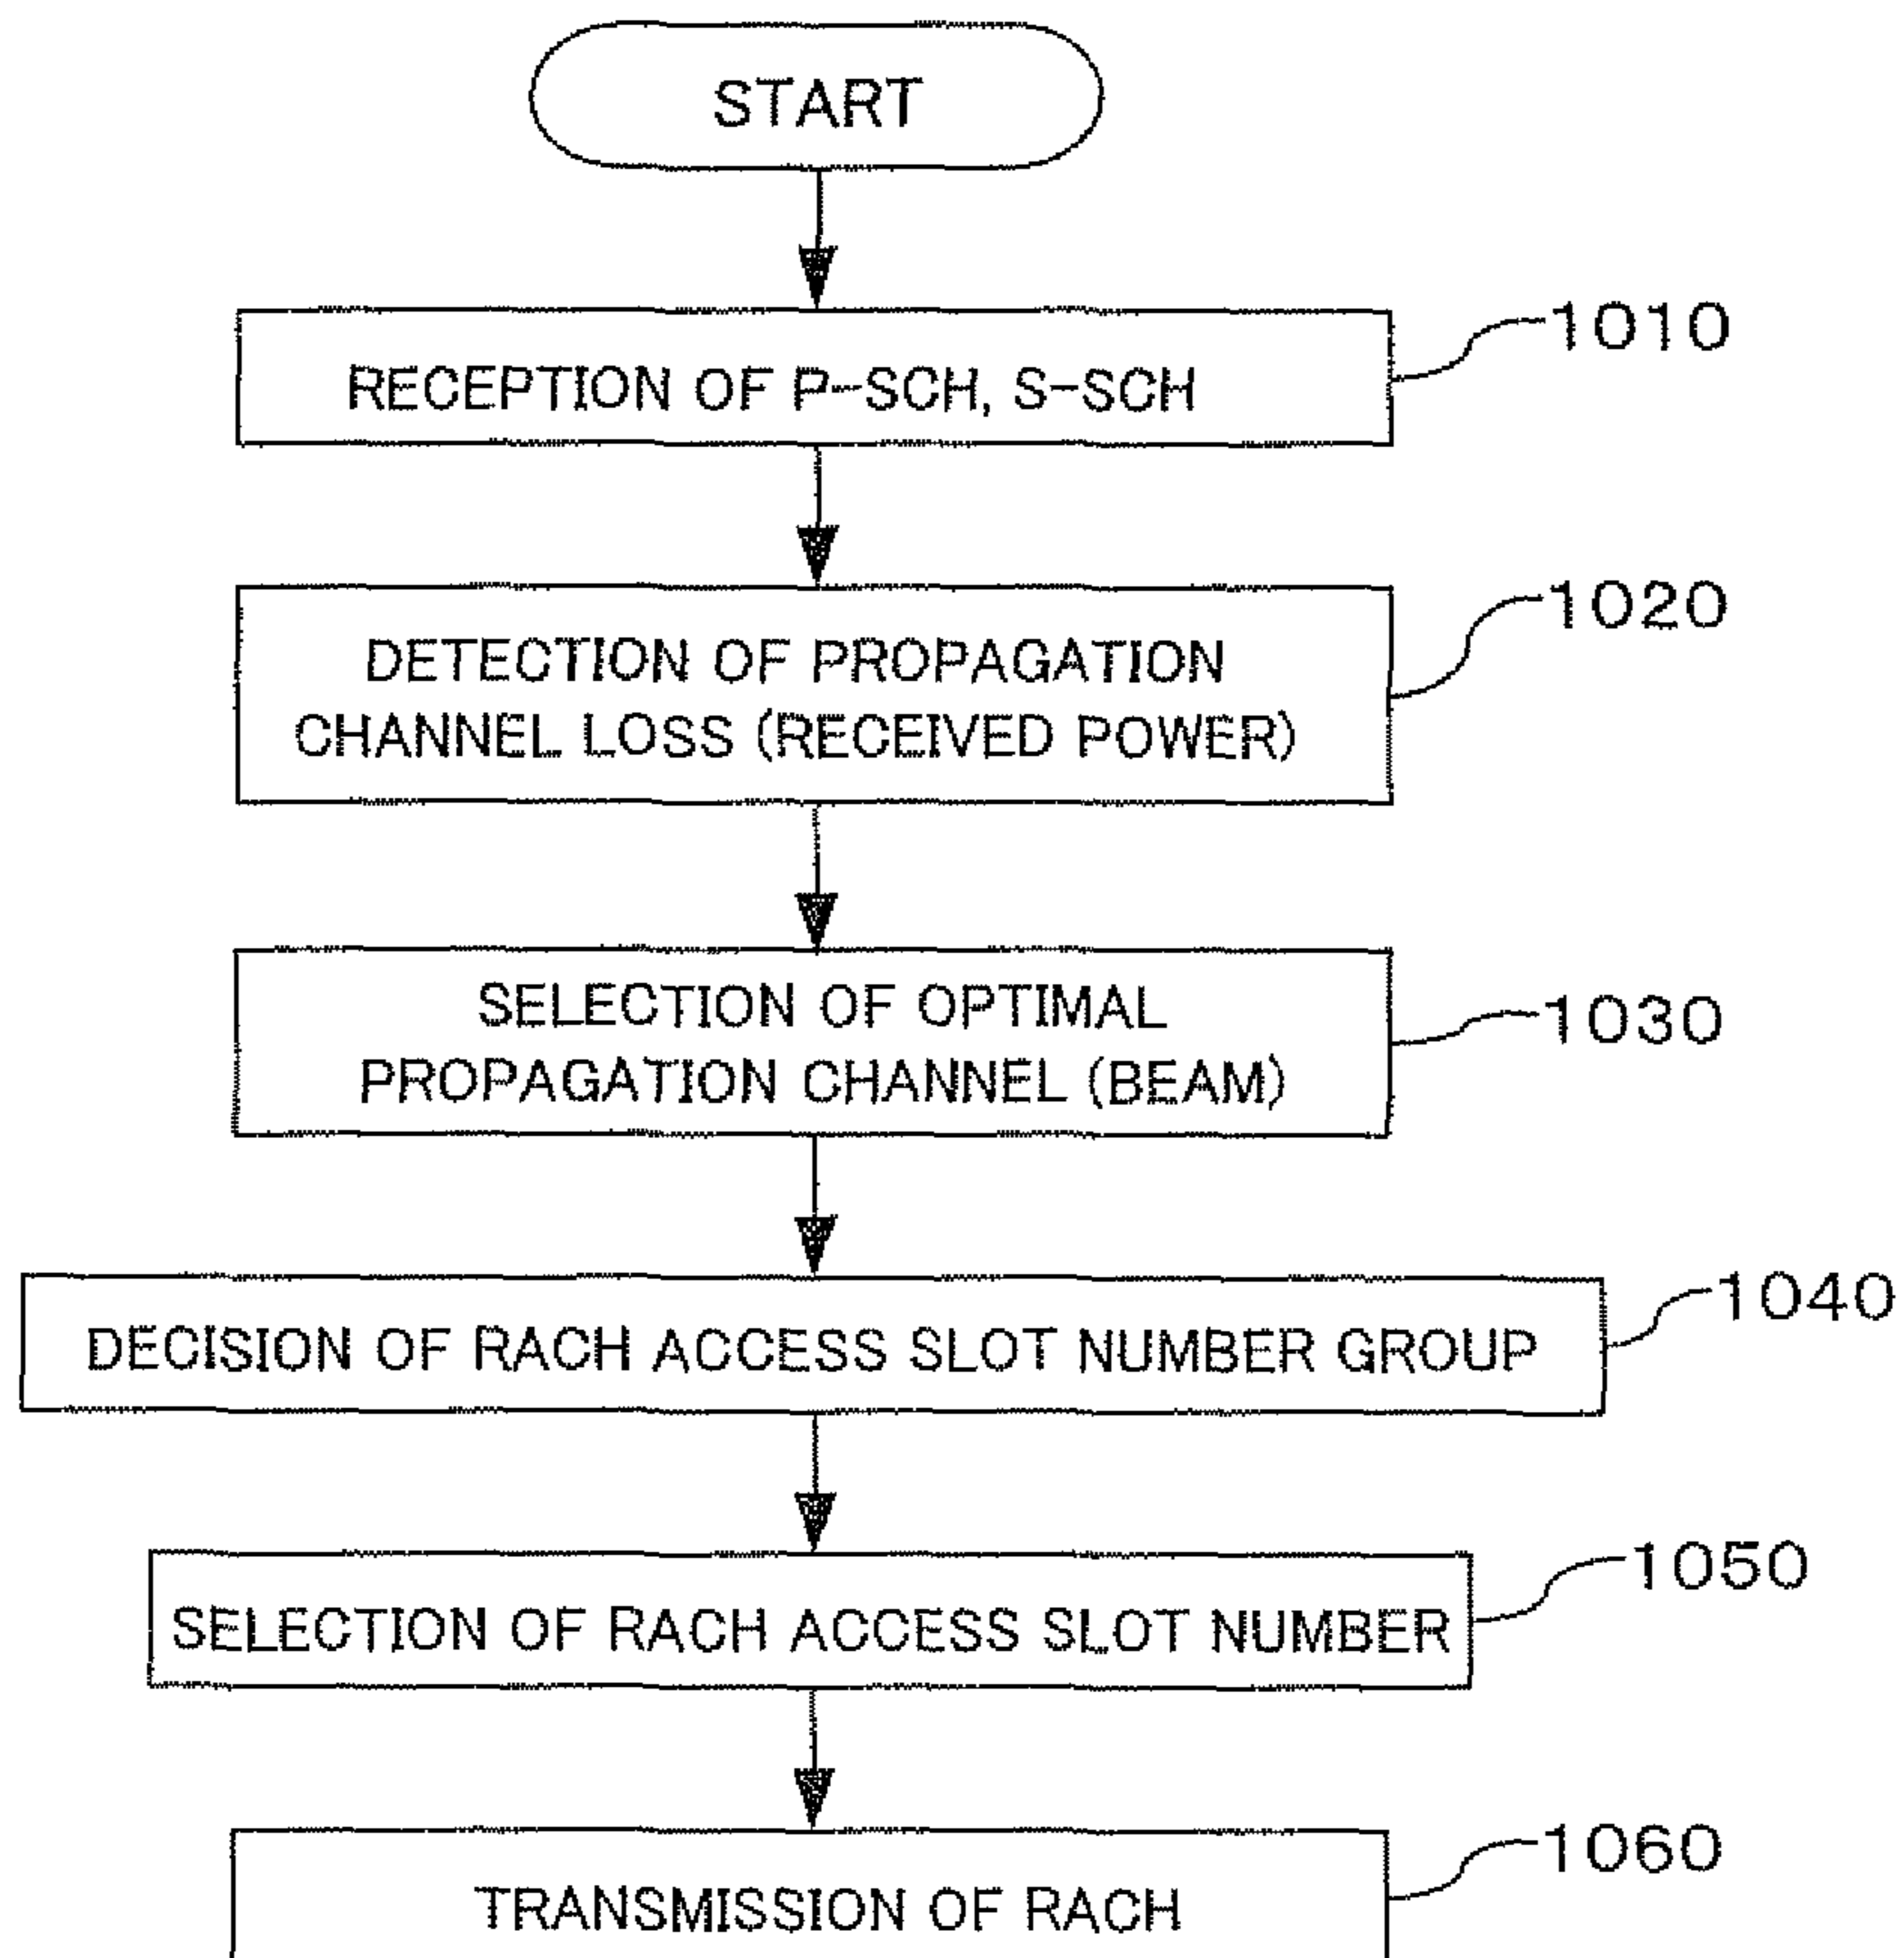 START
1010
RECEPTION OF P-SCH, S-SCH
1020
DETECTION OF PROPAGATION
CHANNEL LOSS (RECEIVED POWER)
1030
SELECTION OF OPTIMAL
PROPAGATION CHANNEL (BEAM)
1040
DECISION OF RACH ACCESS SLOT NUMBER GROUP
1050
SELECTION OF RACH ACCESS SLOT NUMBER
1060
TRANSMISSION OF RACH